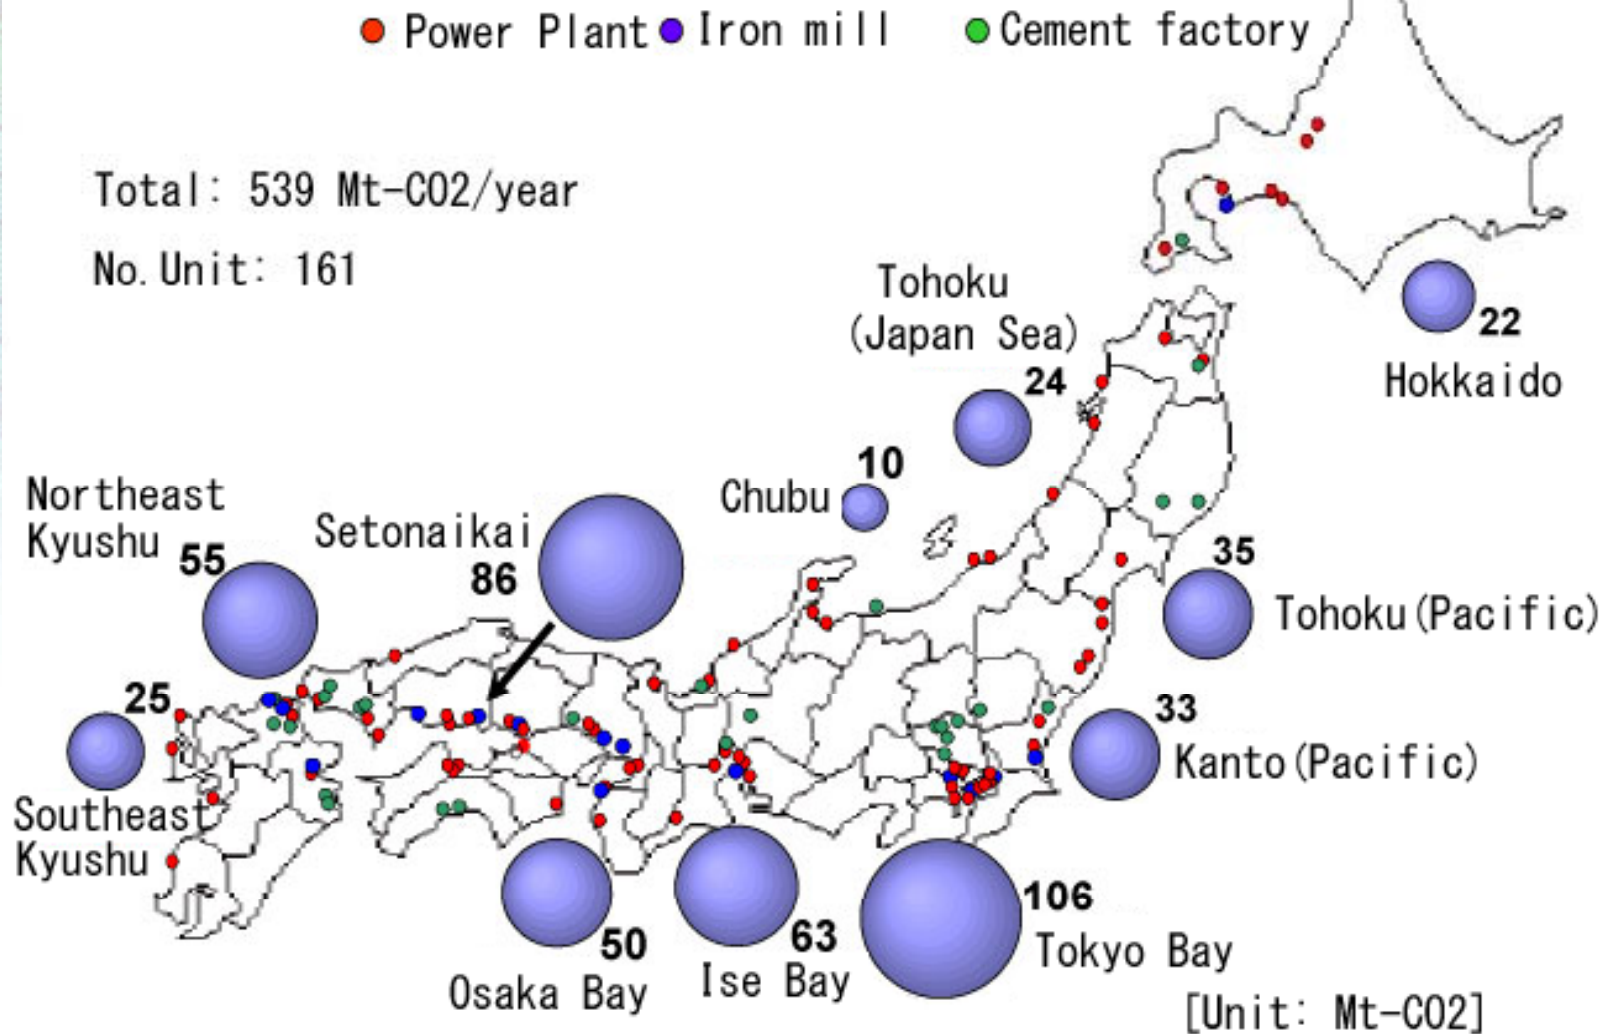 Power Plant Iron mill Cement factory
Total: 539 Mt-CO2/year
No.Unit: 161
22
Hokkaido
Tohoku
(Japan Sea)
24
10
Chubu
Northeast
Kyushu
55
Setonaikai
86
35
Tohoku(Pacific)
25
Southeast
Kyushu
33
Kanto(Pacific)
50
Osaka Bay
63
Ise Bay
106
Tokyo Bay
[Unit: Mt-CO2]